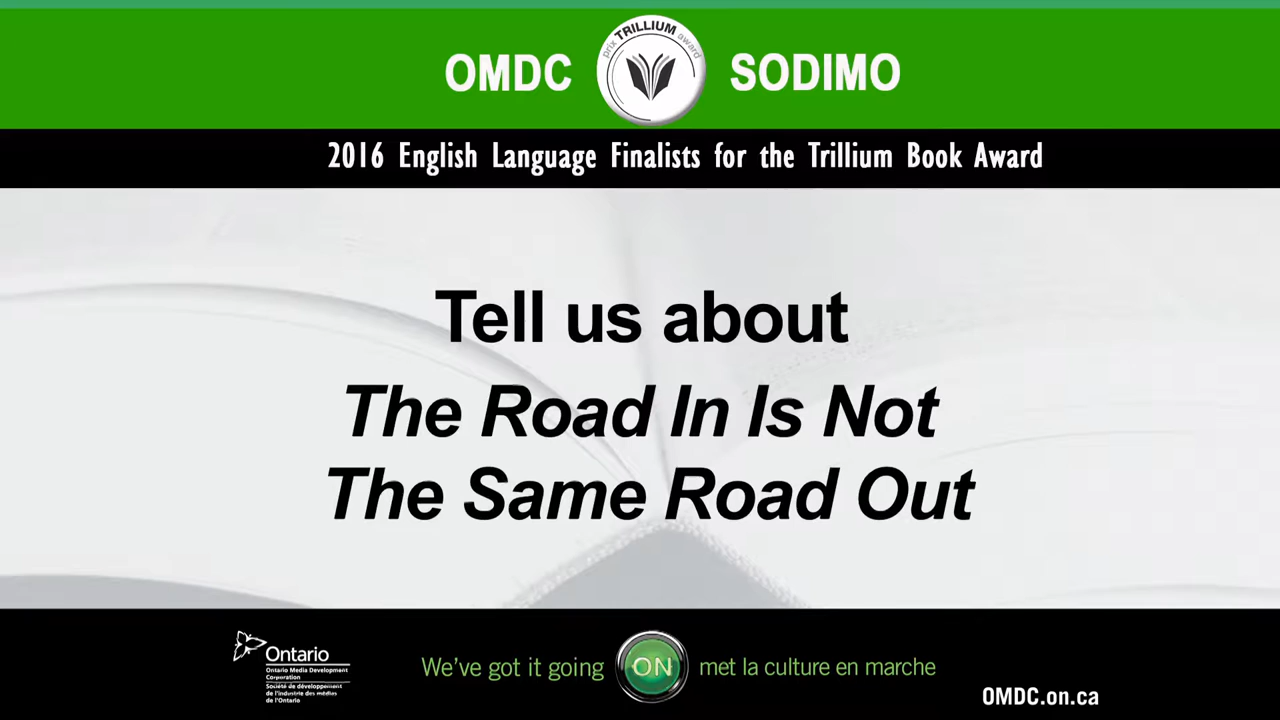 OMDC
prix TRILLIUM award
SODIMO
2016 English Language Finalists for the Trillium Book Award
Tell us about
The Road In Is Not
The Same Road Out
Ontario
Ontario Media Development
Corporation
Société de développement
de l'industrie des médias
de l'Ontario
We've got it going
ON
met la culture en marche
OMDC.on.ca